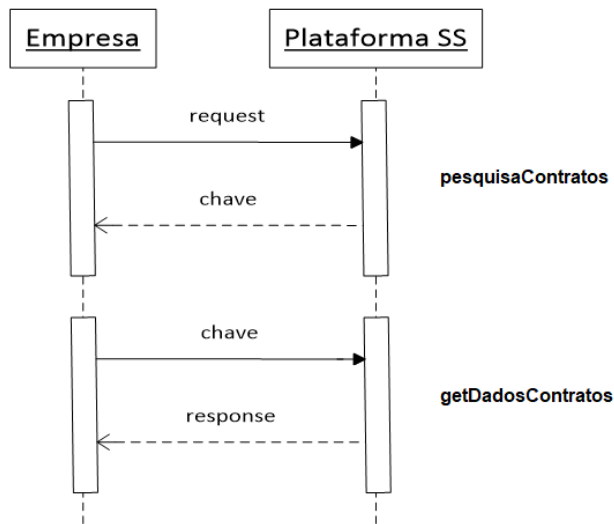 Empresa
Plataforma SS
request
pesquisaContratos
chave
chave
getDadosContratos
response